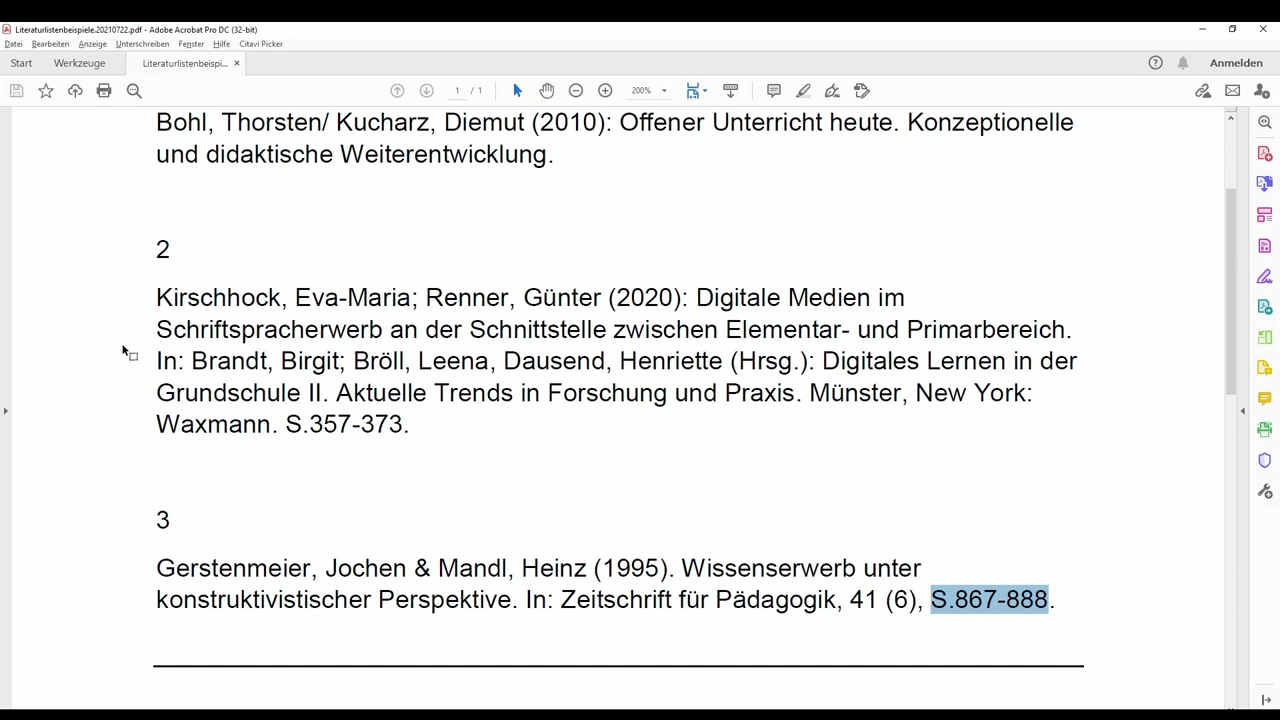 Literaturlistenbeispiele.20210722.pdf - Adobe Acrobat Pro DC (32-bit)
Datei Bearbeiten Anzeige Unterschreiben Fenster Hilfe Citavi Picker
Start Werkzeuge Literaturlistenbeispi... × Anmelden
1 / 1 200%
Bohl, Thorsten/ Kucharz, Diemut (2010): Offener Unterricht heute. Konzeptionelle
und didaktische Weiterentwicklung.
2
Kirschhock, Eva-Maria; Renner, Günter (2020): Digitale Medien im
Schriftspracherwerb an der Schnittstelle zwischen Elementar- und Primarbereich.
In: Brandt, Birgit; Bröll, Leena, Dausend, Henriette (Hrsg.): Digitales Lernen in der
Grundschule II. Aktuelle Trends in Forschung und Praxis. Münster, New York:
Waxmann. S.357-373.
3
Gerstenmeier, Jochen & Mandl, Heinz (1995). Wissenserwerb unter
konstruktivistischer Perspektive. In: Zeitschrift für Pädagogik, 41 (6), S.867-888.